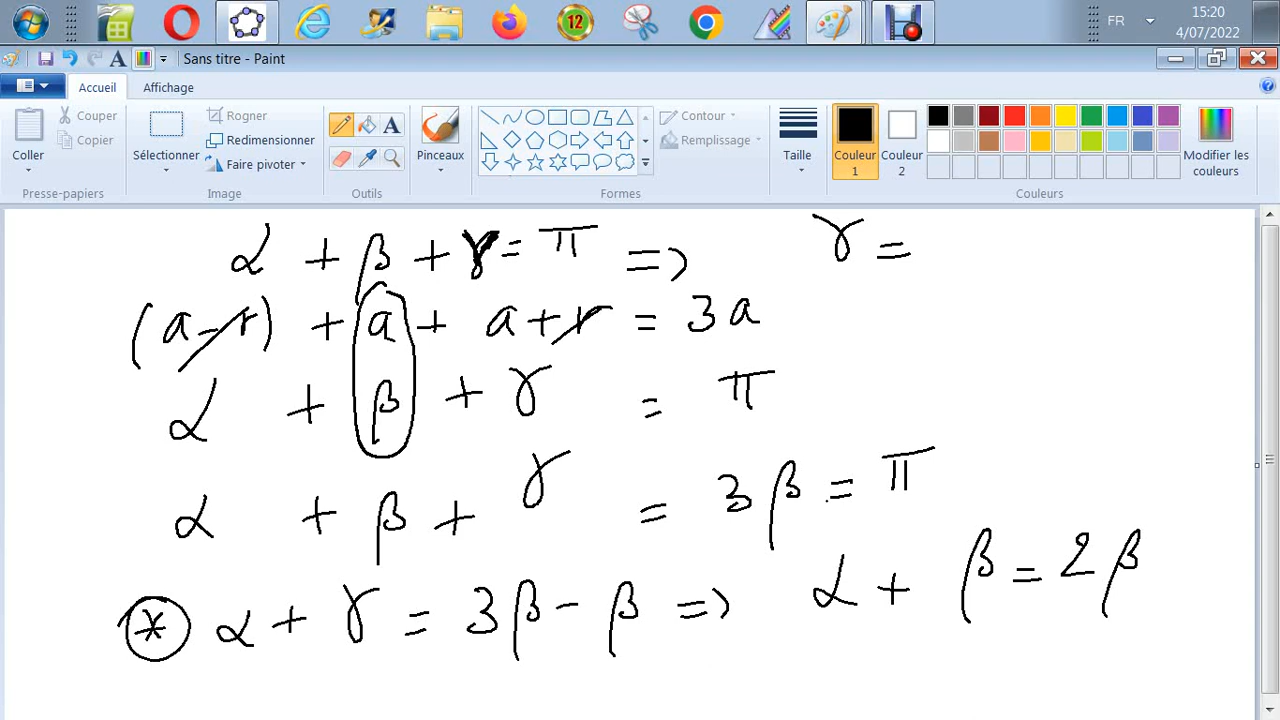 FR
15:20
4/07/2022
12
Sans titre - Paint
Accueil Affichage
Coller
Couper
Copier
Presse-papiers
Sélectionner
Rogner
Redimensionner
Faire pivoter
Image
A
Outils
Pinceaux
Contour
Remplissage
Formes
Taille
Couleur 1
Couleur 2
Modifier les couleurs
Couleurs
α + β + γ = π => γ =
(a - r) + a + a + r = 3a
α + β + γ = π
α + β + γ = 3β = π
* α + γ = 3β - β => α + β = 2β